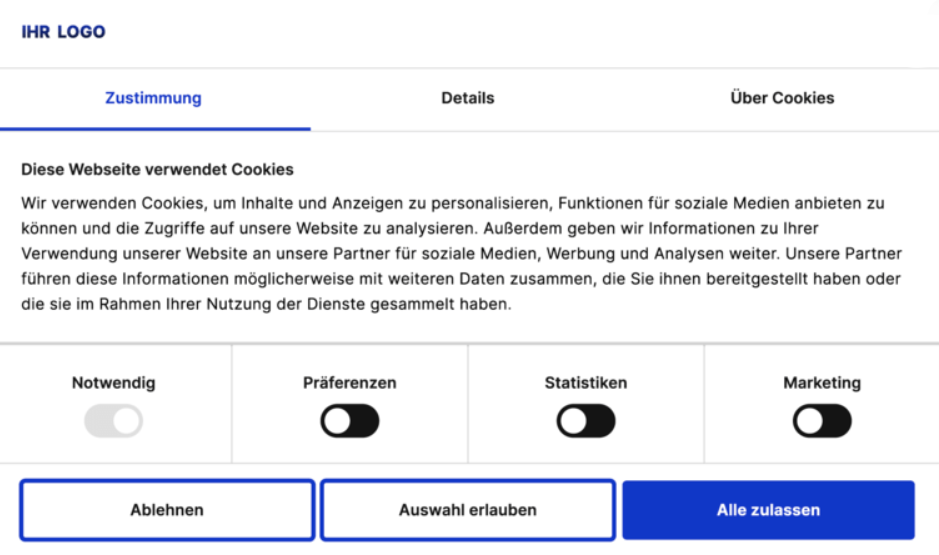 IHR LOGO
Zustimmung
Details
Über Cookies
Diese Webseite verwendet Cookies
Wir verwenden Cookies, um Inhalte und Anzeigen zu personalisieren, Funktionen für soziale Medien anbieten zu
können und die Zugriffe auf unsere Website zu analysieren. Außerdem geben wir Informationen zu Ihrer
Verwendung unserer Website an unsere Partner für soziale Medien, Werbung und Analysen weiter. Unsere Partner
führen diese Informationen möglicherweise mit weiteren Daten zusammen, die Sie ihnen bereitgestellt haben oder
die sie im Rahmen Ihrer Nutzung der Dienste gesammelt haben.
Notwendig
Präferenzen
Statistiken
Marketing
Ablehnen
Auswahl erlauben
Alle zulassen